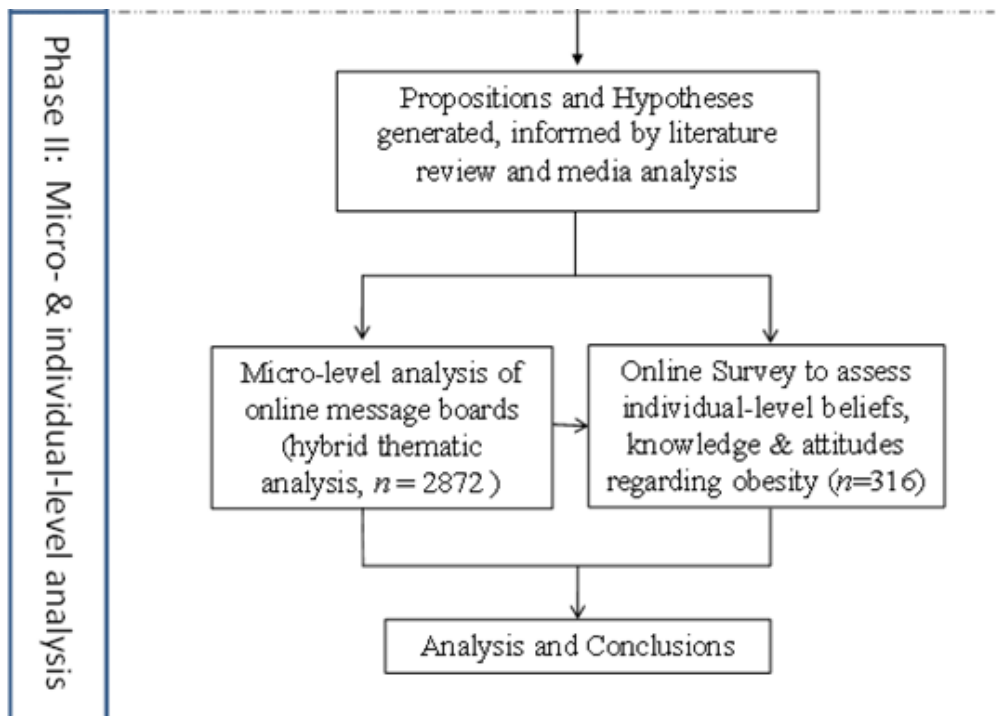 Phase II: Micro- & individual-level analysis
Propositions and Hypotheses
generated, informed by literature
review and media analysis
Micro-level analysis of
online message boards
(hybrid thematic
analysis, n = 2872 )
Online Survey to assess
individual-level beliefs,
knowledge & attitudes
regarding obesity (n=316)
Analysis and Conclusions